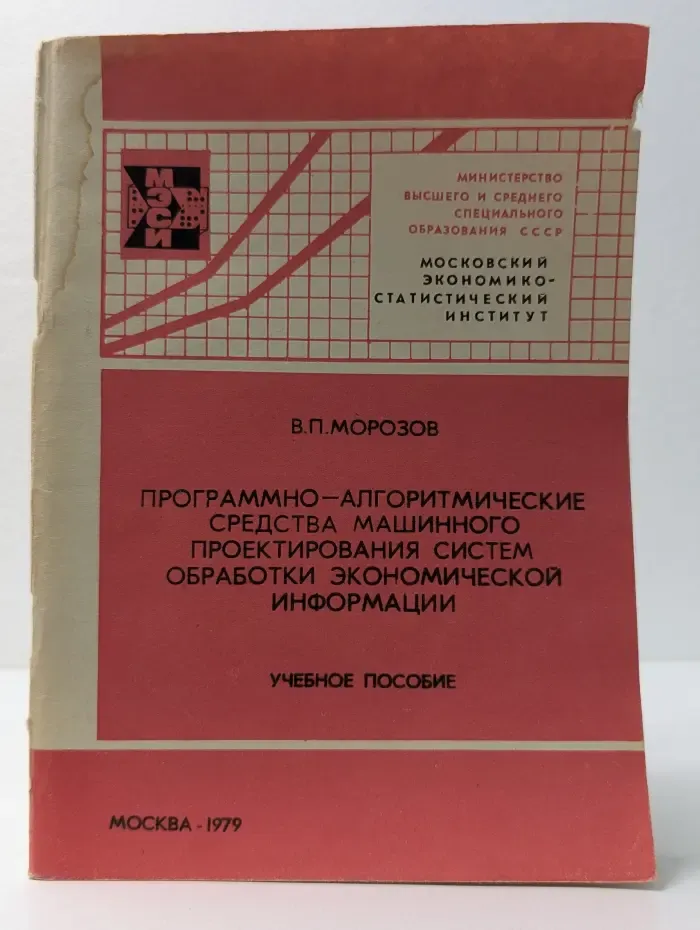 МЭСИ
МИНИСТЕРСТВО
ВЫСШЕГО И СРЕДНЕГО
СПЕЦИАЛЬНОГО
ОБРАЗОВАНИЯ СССР
МОСКОВСКИЙ
ЭКОНОМИКО-
СТАТИСТИЧЕСКИЙ
ИНСТИТУТ
В.П.МОРОЗОВ
ПРОГРАММНО—АЛГОРИТМИЧЕСКИЕ
СРЕДСТВА МАШИННОГО
ПРОЕКТИРОВАНИЯ СИСТЕМ
ОБРАБОТКИ ЭКОНОМИЧЕСКОЙ
ИНФОРМАЦИИ
УЧЕБНОЕ ПОСОБИЕ
МОСКВА - 1979